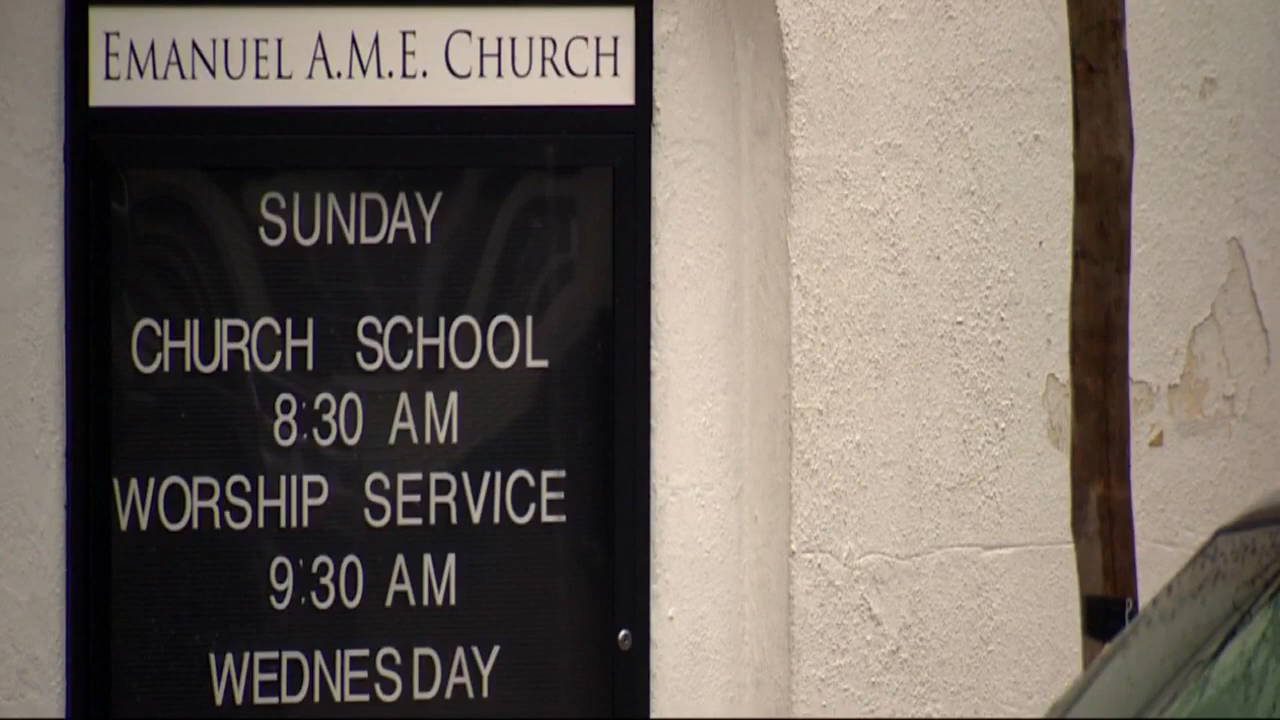 EMANUEL A.M.E. CHURCH
SUNDAY
CHURCH SCHOOL
8:30 AM
WORSHIP SERVICE
9:30 AM
WEDNESDAY